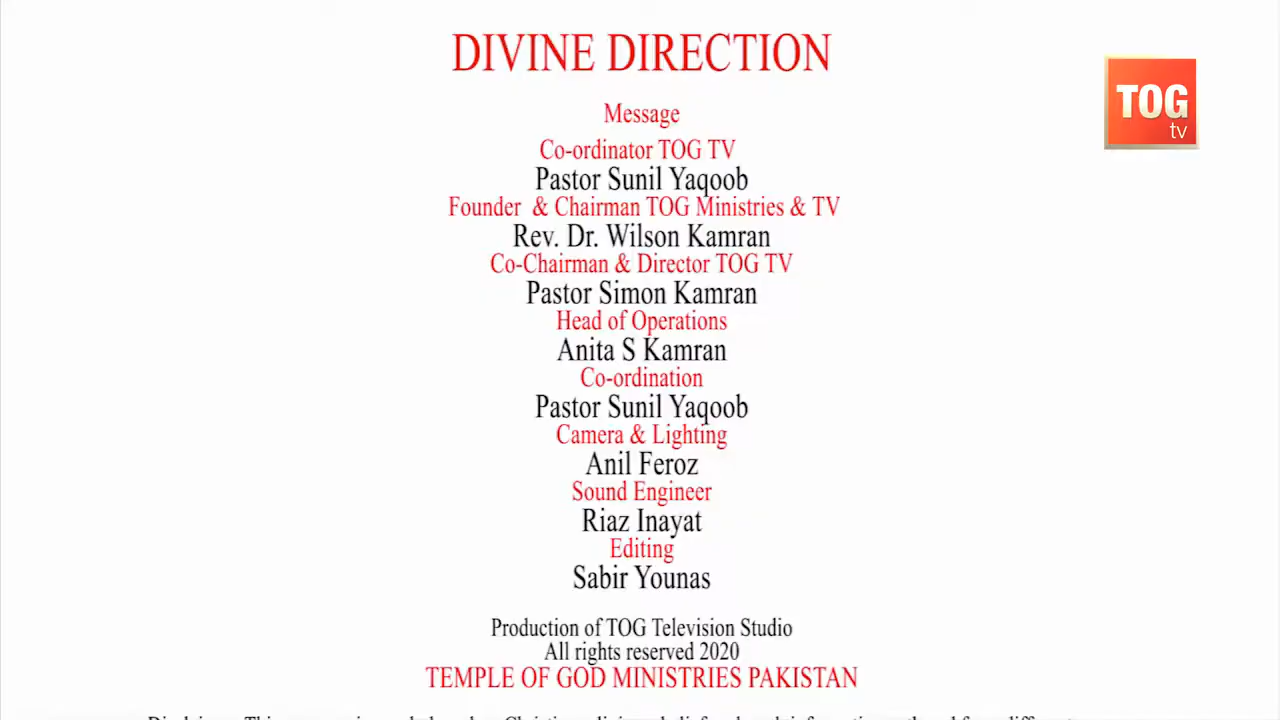 DIVINE DIRECTION
TOG
tv
Message
Co-ordinator TOG TV
Pastor Sunil Yaqoob
Founder & Chairman TOG Ministries & TV
Rev. Dr. Wilson Kamran
Co-Chairman & Director TOG TV
Pastor Simon Kamran
Head of Operations
Anita S Kamran
Co-ordination
Pastor Sunil Yaqoob
Camera & Lighting
Anil Feroz
Sound Engineer
Riaz Inayat
Editing
Sabir Younas
Production of TOG Television Studio
All rights reserved 2020
TEMPLE OF GOD MINISTRIES PAKISTAN